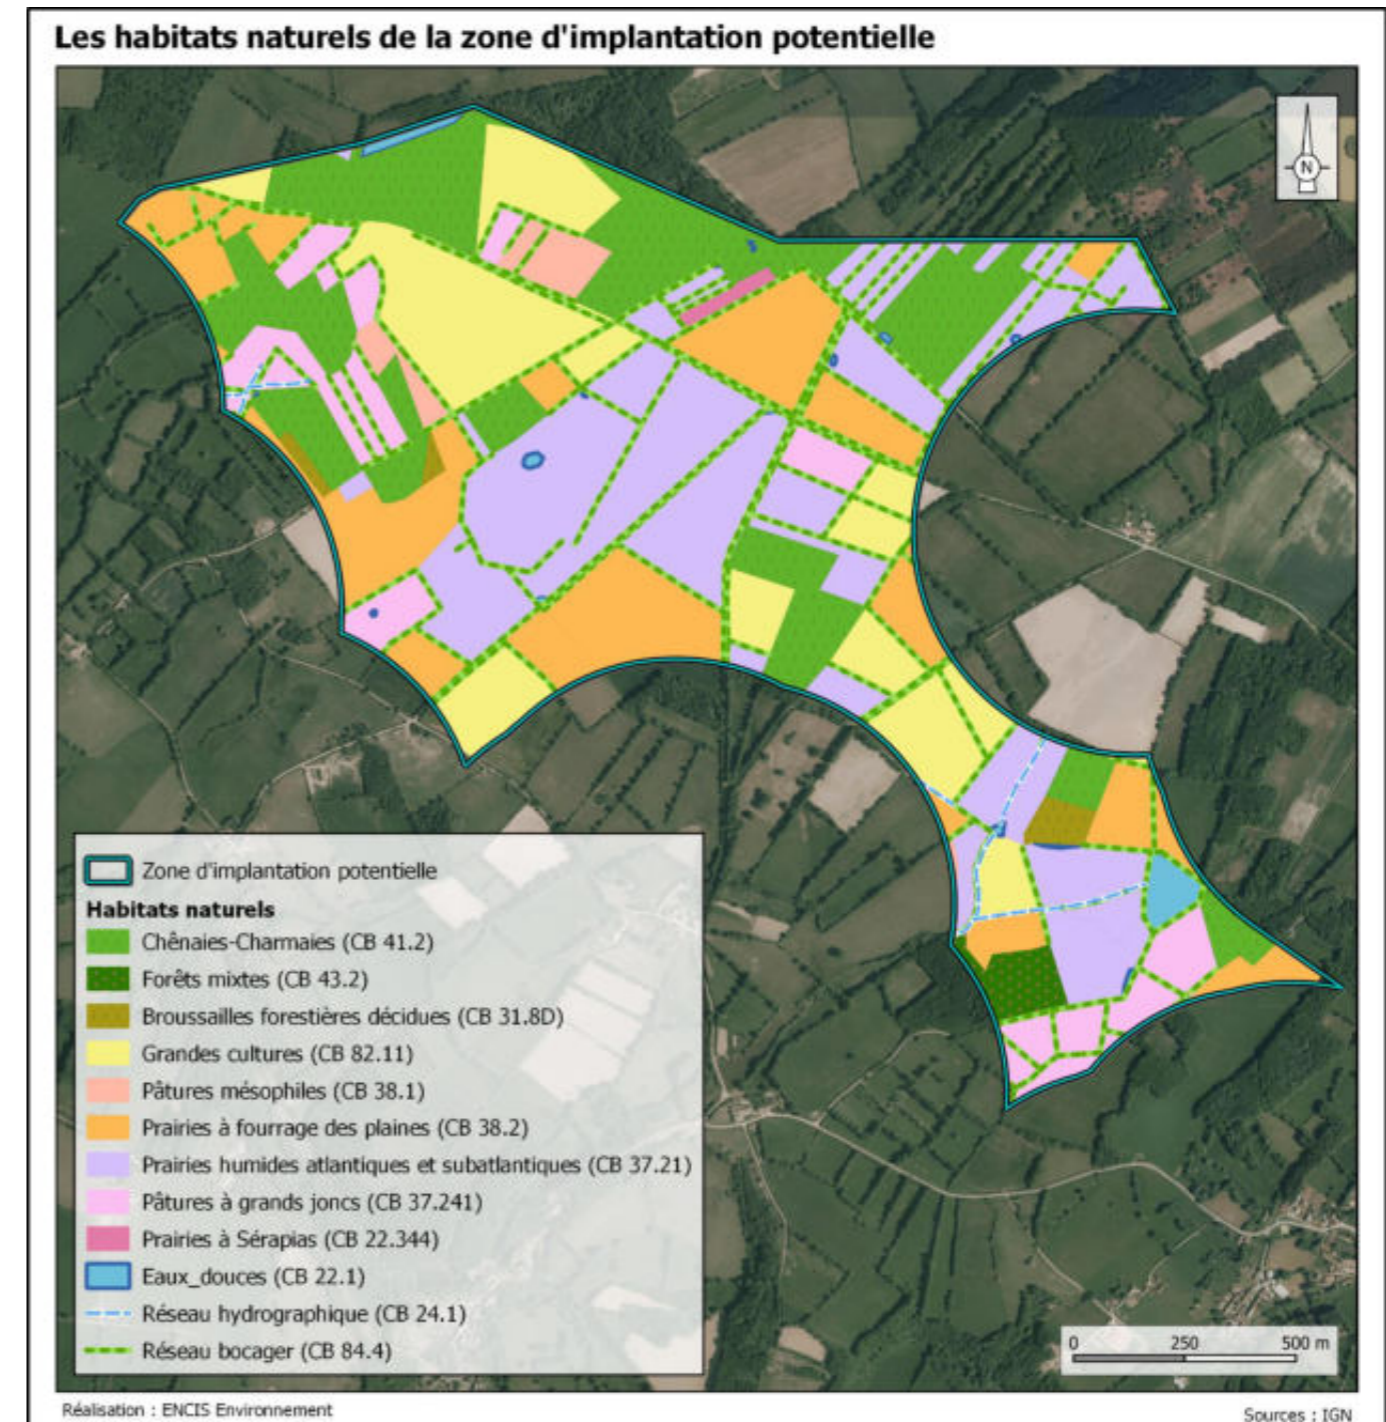 Les habitats naturels de la zone d'implantation potentielle
N
Zone d'implantation potentielle
Habitats naturels
Chênaies-Charmaies (CB 41.2)
Forêts mixtes (CB 43.2)
Broussailles forestières décidues (CB 31.8D)
Grandes cultures (CB 82.11)
Pâtures mésophiles (CB 38.1)
Prairies à fourrage des plaines (CB 38.2)
Prairies humides atlantiques et subatlantiques (CB 37.21)
Pâtures à grands joncs (CB 37.241)
Prairies à Sérapias (CB 22.344)
Eaux_douces (CB 22.1)
Réseau hydrographique (CB 24.1)
Réseau bocager (CB 84.4)
0 250 500 m
Réalisation : ENCIS Environnement
Sources : IGN